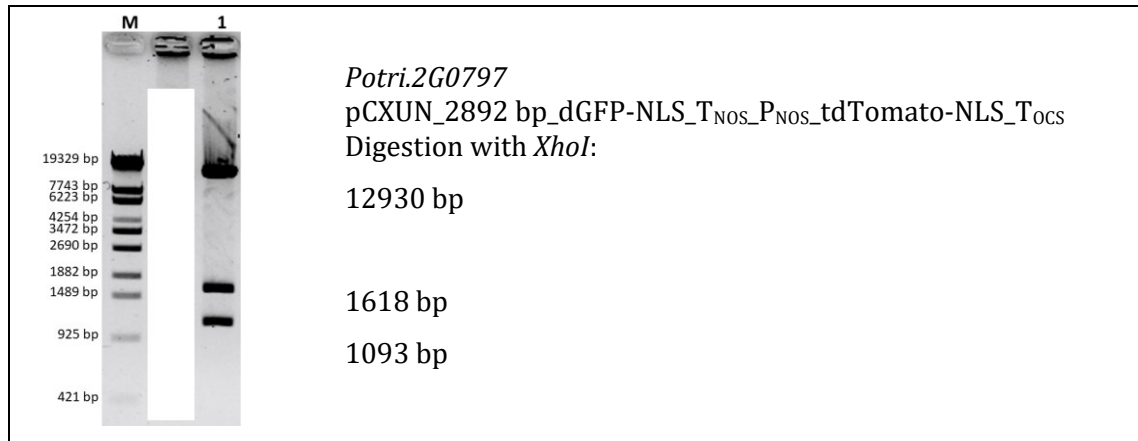 M 1
19329 bp
7743 bp
6223 bp
4254 bp
3472 bp
2690 bp
1882 bp
1489 bp
925 bp
421 bp
Potri.2G0797
pCXUN_2892 bp_dGFP-NLS_TNOS_PNOS_tdTomato-NLS_TOCS
Digestion with XhoI:
12930 bp
1618 bp
1093 bp